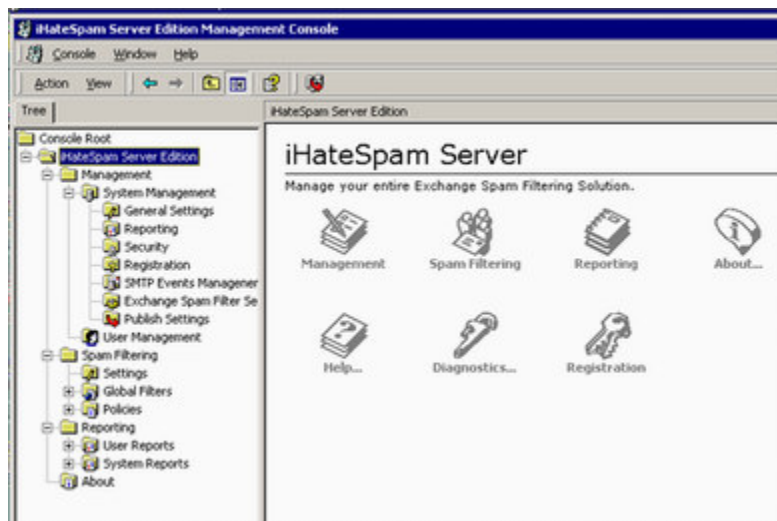 iHateSpam Server Edition Management Console
Console Window Help
Action View
Tree
iHateSpam Server Edition
Console Root
iHateSpam Server Edition
Management
System Management
General Settings
Reporting
Security
Registration
SMTP Events Managemer
Exchange Spam Filter Se
Publish Settings
User Management
Spam Filtering
Settings
Global Filters
Policies
Reporting
User Reports
System Reports
About
iHateSpam Server
Manage your entire Exchange Spam Filtering Solution.
Management Spam Filtering Reporting About...
Help... Diagnostics... Registration